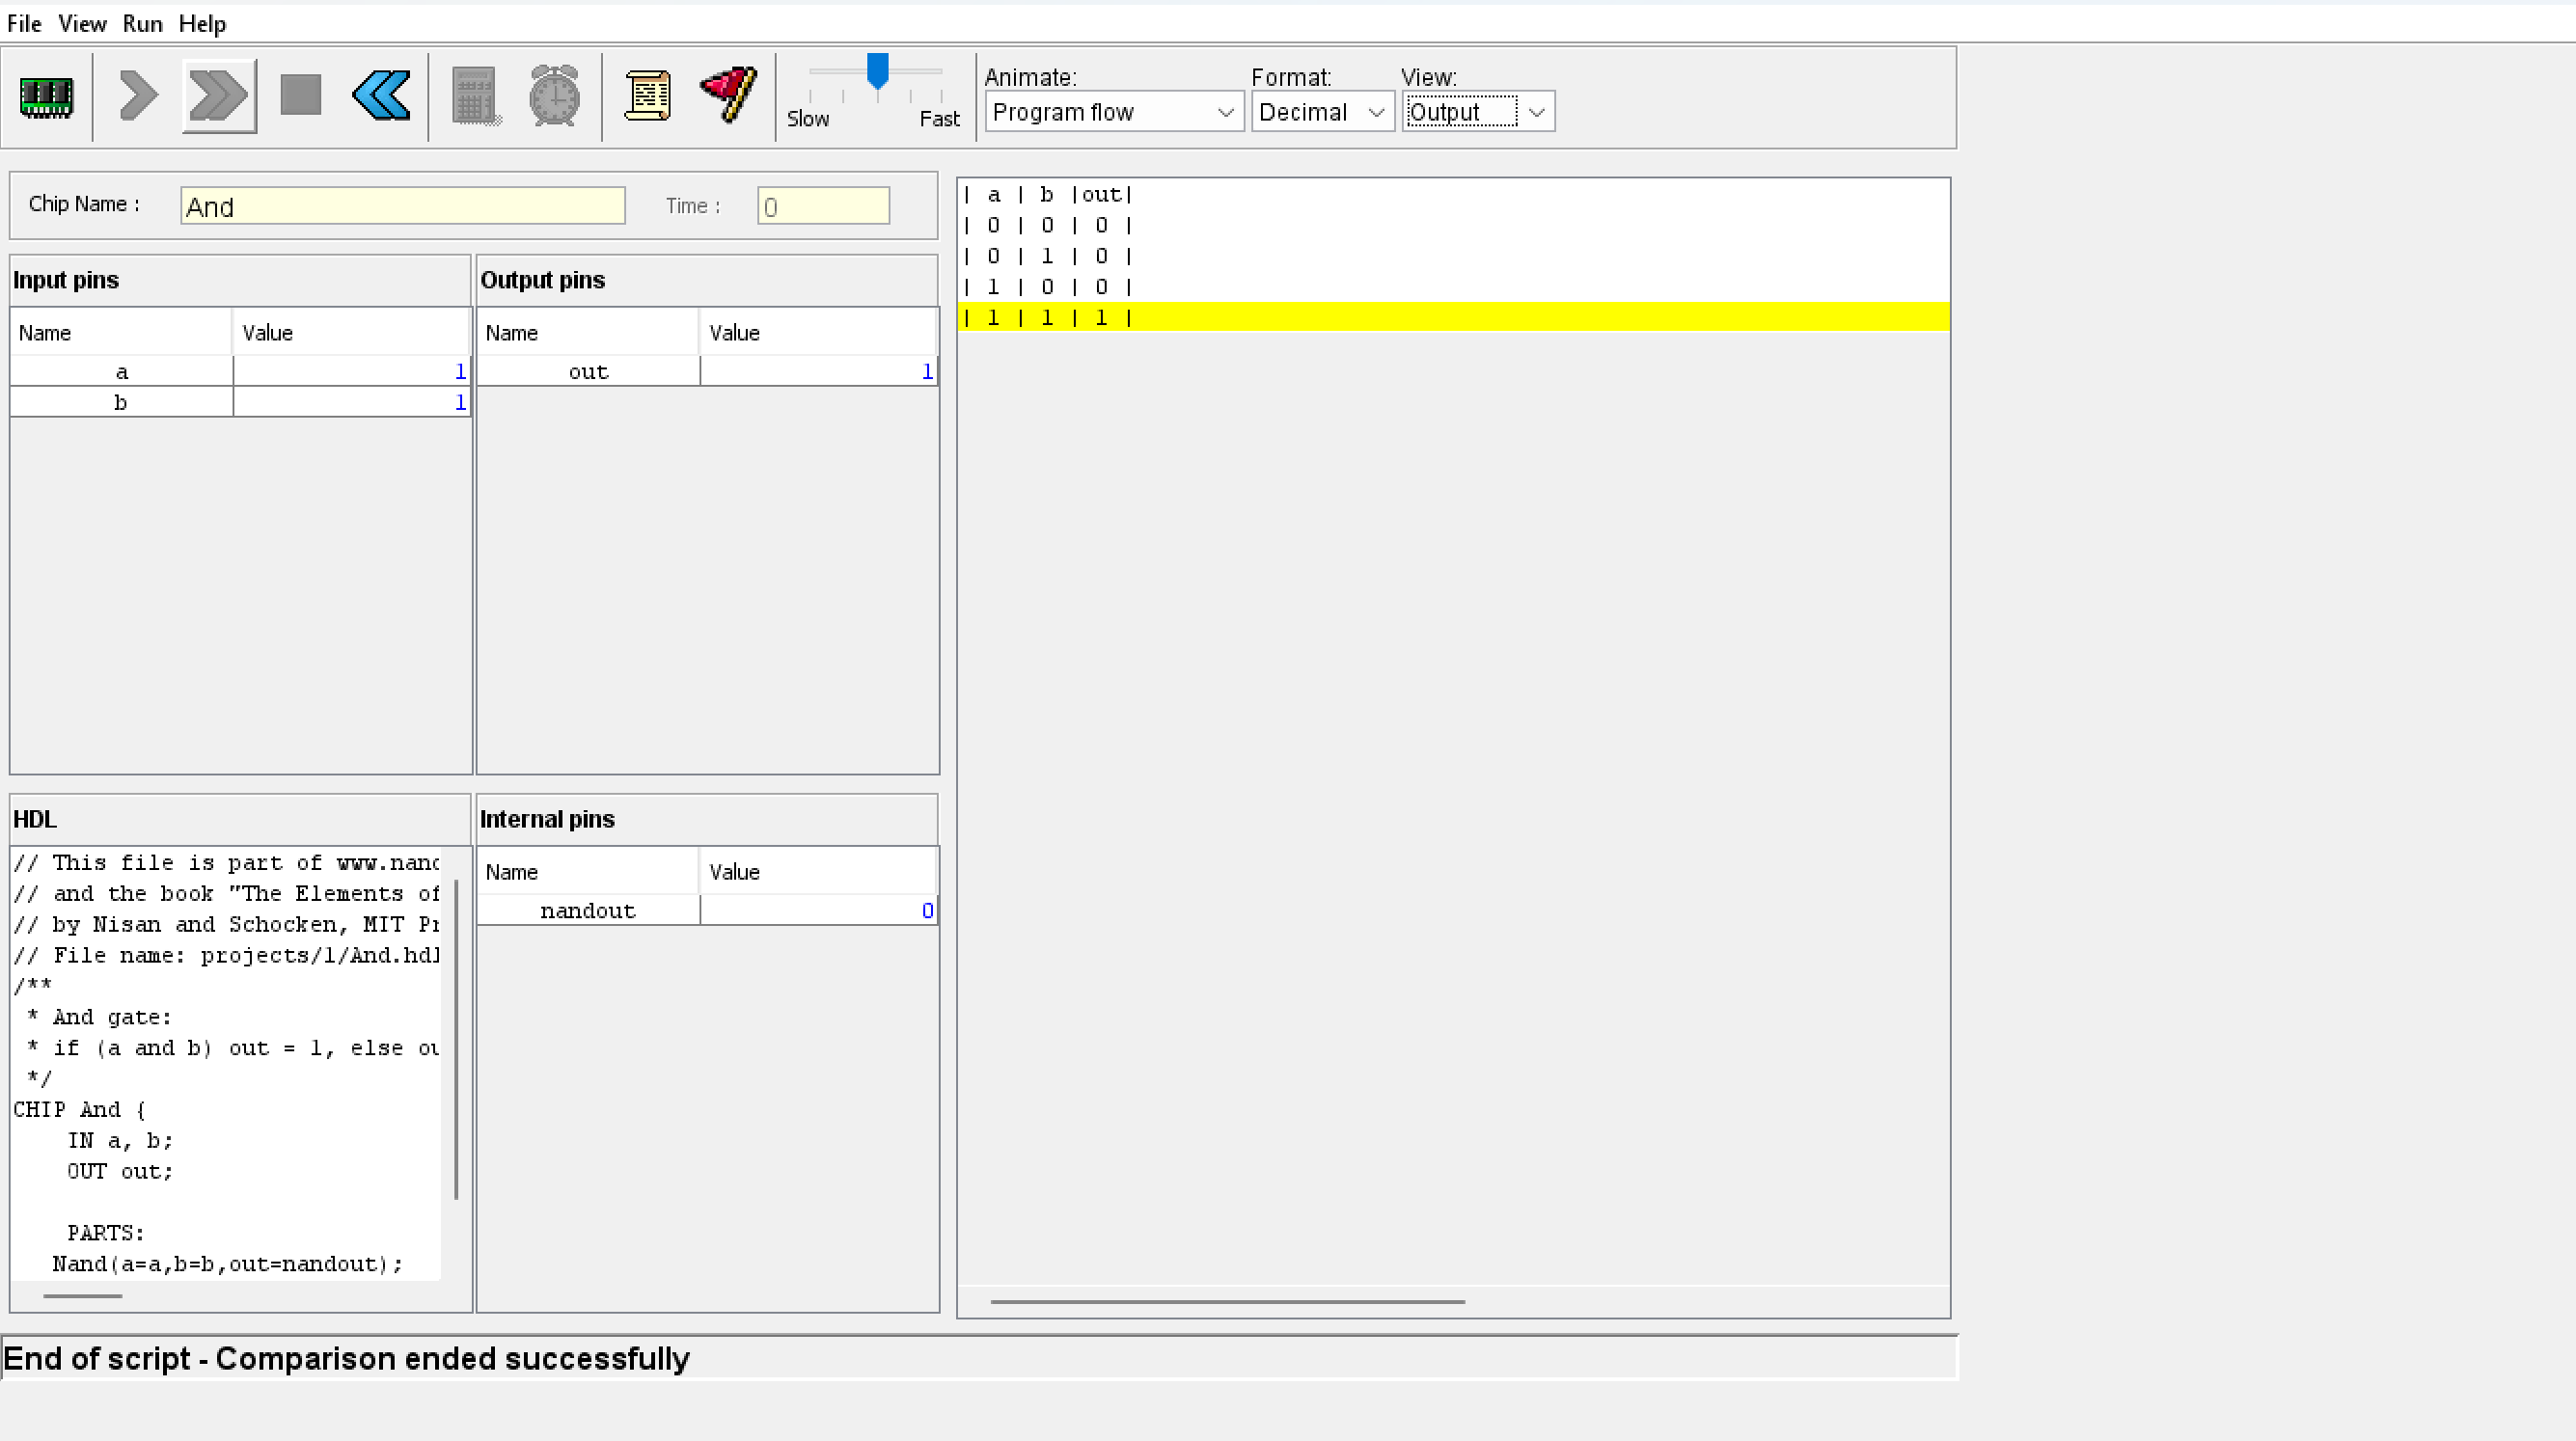 File View Run Help
Slow Fast
Animate: Format: View:
Program flow Decimal Output
Chip Name : And Time : 0
Input pins
Name Value
a 1
b 1
Output pins
Name Value
out 1
| a | b |out|
| 0 | 0 | 0 |
| 0 | 1 | 0 |
| 1 | 0 | 0 |
| 1 | 1 | 1 |
HDL
// This file is part of www.nand
// and the book "The Elements of
// by Nisan and Schocken, MIT Pr
// File name: projects/1/And.hdl
/**
* And gate:
* if (a and b) out = 1, else ou
*/
CHIP And {
IN a, b;
OUT out;
PARTS:
Nand(a=a,b=b,out=nandout);
Internal pins
Name Value
nandout 0
End of script - Comparison ended successfully